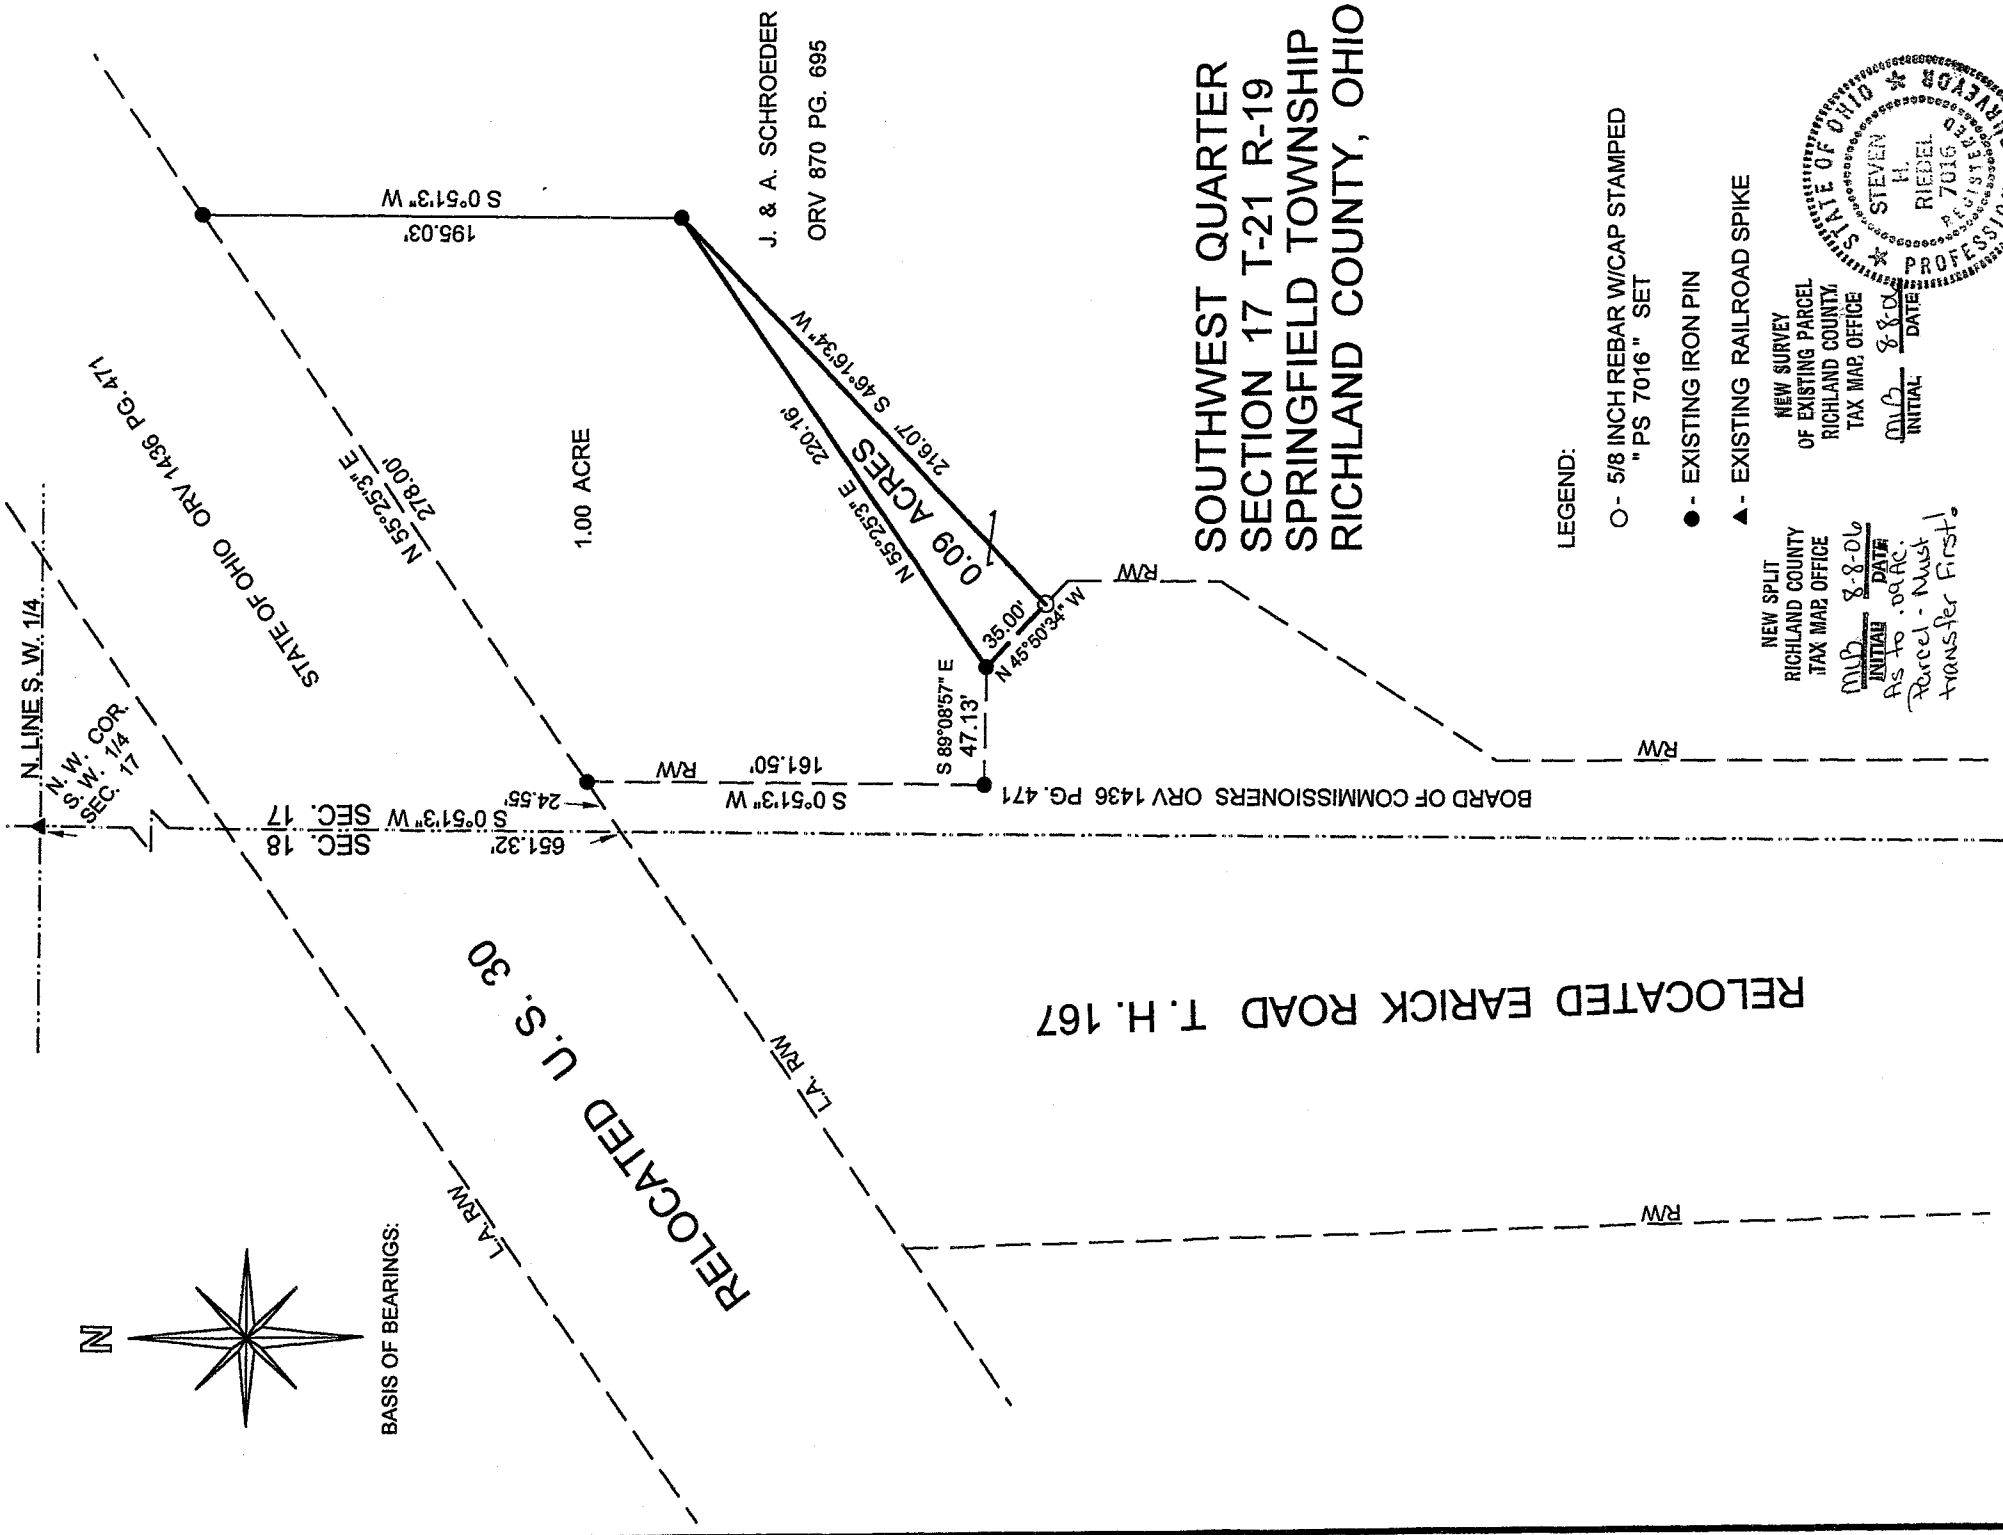 N
BASIS OF BEARINGS:
N. LINE S. W. 1/4
N. W. COR.
S. W. 1/4
SEC. 17
SEC. 18
SEC. 17
S 0°51'3" W
651.32'
24.55'
STATE OF OHIO ORV 1436 PG. 471
N 55°25'3" E
278.00'
L.A. R/W
RELOCATED U. S. 30
L.A. R/W
S 0°51'3" W
195.03'
1.00 ACRE
J. & A. SCHROEDER
ORV 870 PG. 695
R/W
161.50'
S 0°51'3" W
S 89°08'57" E
47.13'
220.16'
N 55°25'3" E
0.09 ACRES
S 46°16'34" W
216.07'
35.00'
N 45°50'34" W
R/W
R/W
BOARD OF COMMISSIONERS ORV 1436 PG. 471
RELOCATED EARICK ROAD T. H. 167
R/W
SOUTHWEST QUARTER
SECTION 17 T-21 R-19
SPRINGFIELD TOWNSHIP
RICHLAND COUNTY, OHIO
LEGEND:
○ - 5/8 INCH REBAR W/CAP STAMPED
"PS 7016" SET
● - EXISTING IRON PIN
▲ - EXISTING RAILROAD SPIKE
NEW SPLIT
RICHLAND COUNTY
TAX MAP OFFICE
MLB 8-8-06
INITIAL DATE
As to .09 Ac.
Parcel - Must
transfer First!
NEW SURVEY
OF EXISTING PARCEL
RICHLAND COUNTY
TAX MAP OFFICE
MLB 8-8-06
INITIAL DATE
STATE OF OHIO
STEVEN
H.
RIEDEL
7016
REGISTERED
PROFESSIONAL SURVEYOR